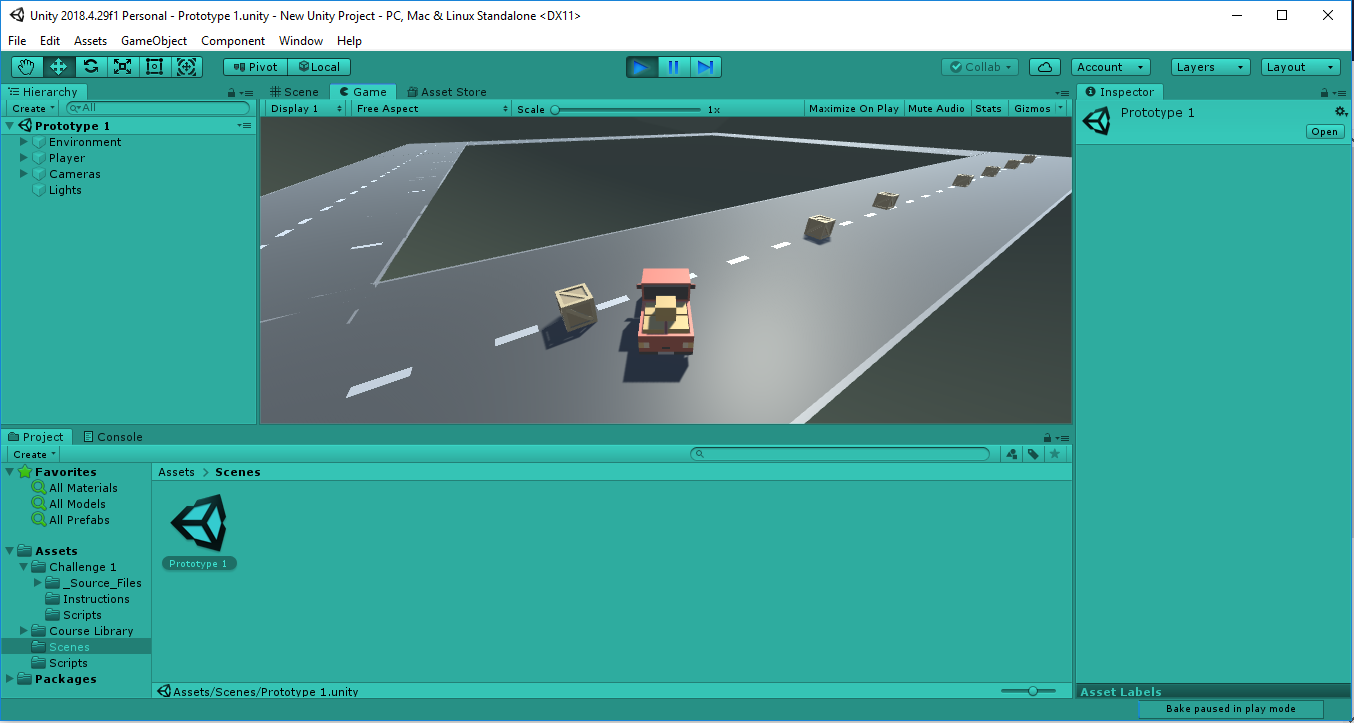 Unity 2018.4.29f1 Personal - Prototype 1.unity - New Unity Project - PC, Mac & Linux Standalone <DX11>
File Edit Assets GameObject Component Window Help
Pivot Local Collab Account Layers Layout
Hierarchy
Create All
Prototype 1
Environment
Player
Cameras
Lights
Scene Game Asset Store
Display 1 Free Aspect Scale 1x Maximize On Play Mute Audio Stats Gizmos
Inspector
Prototype 1
Open
Project Console
Create
Favorites
All Materials
All Models
All Prefabs
Assets
Challenge 1
_Source_Files
Instructions
Scripts
Course Library
Scenes
Scripts
Packages
Assets > Scenes
Prototype 1
Assets/Scenes/Prototype 1.unity
Asset Labels
Bake paused in play mode